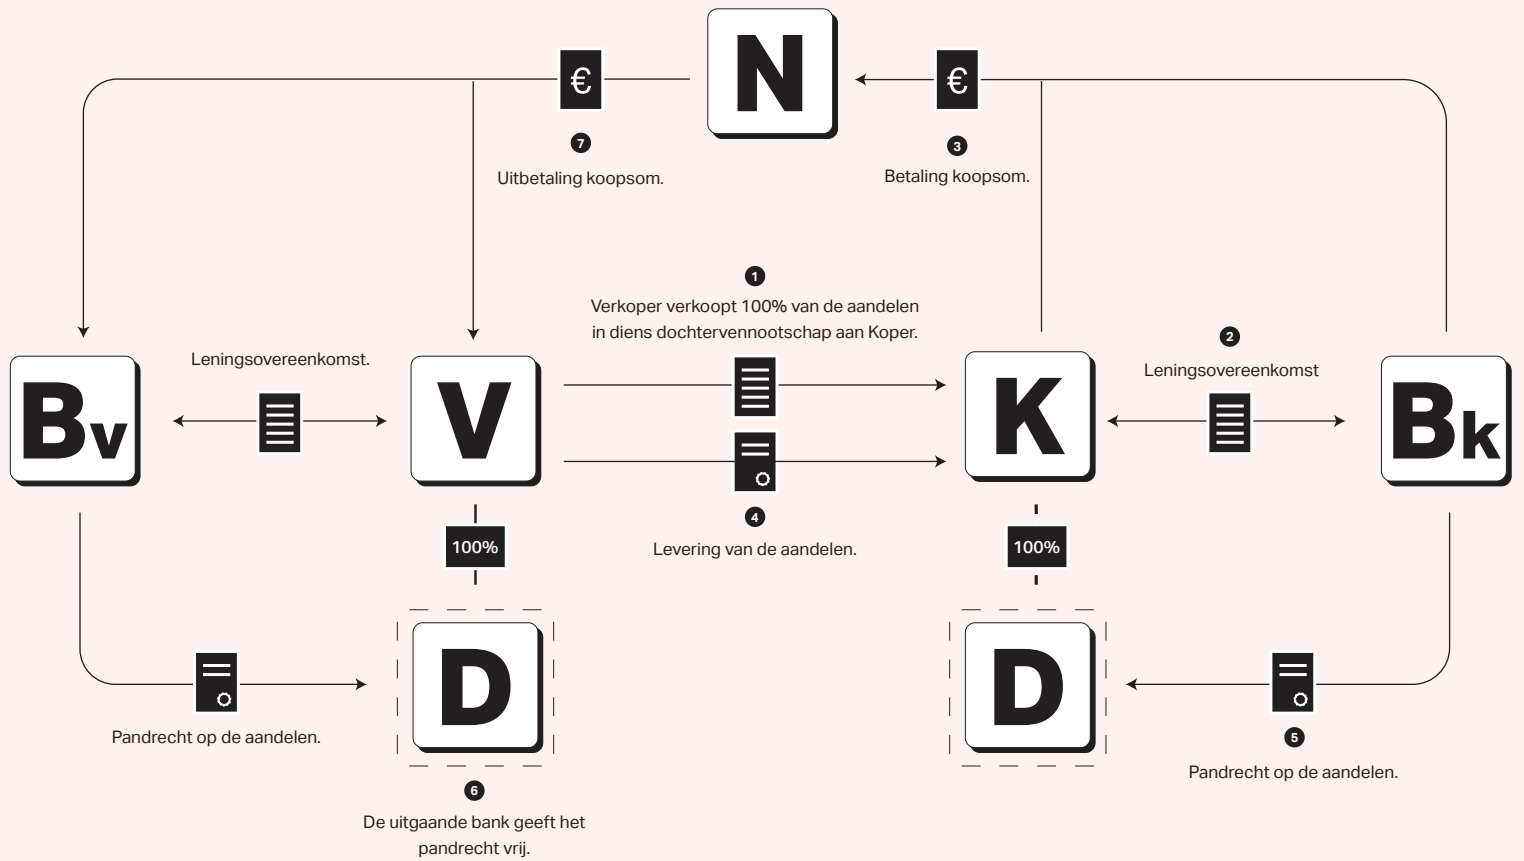 N
€
€
7
3
Uitbetaling koopsom.
Betaling koopsom.
1
Verkoper verkoopt 100% van de aandelen
in diens dochtervennootschap aan Koper.
2
Leningsovereenkomst.
Leningsovereenkomst
Bv
V
K
Bk
4
Levering van de aandelen.
100%
100%
D
D
Pandrecht op de aandelen.
5
Pandrecht op de aandelen.
6
De uitgaande bank geeft het
pandrecht vrij.